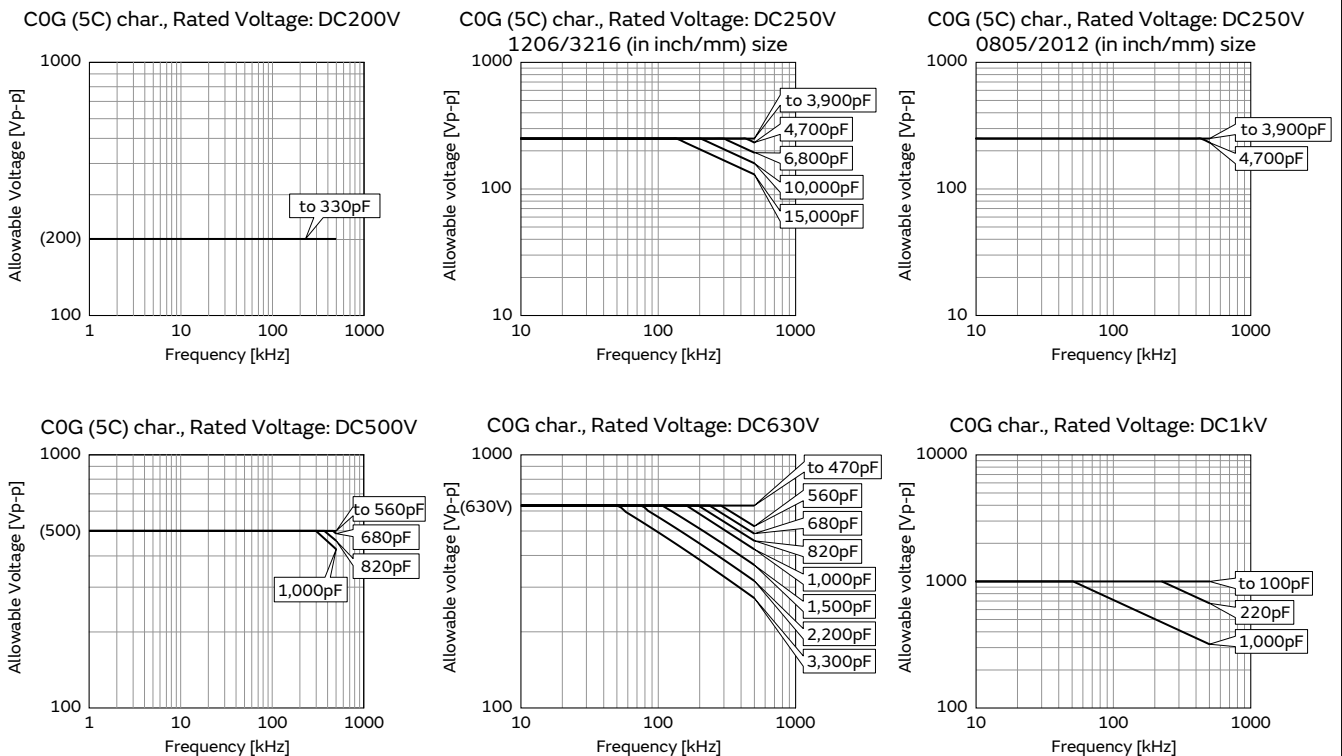 C0G (5C) char., Rated Voltage: DC200V
1000
(200)
100
1
10
100
1000
Allowable Voltage [Vp-p]
Frequency [kHz]
to 330pF
C0G (5C) char., Rated Voltage: DC250V
1206/3216 (in inch/mm) size
1000
100
10
10
100
1000
Allowable voltage [Vp-p]
Frequency [kHz]
to 3,900pF
4,700pF
6,800pF
10,000pF
15,000pF
C0G (5C) char., Rated Voltage: DC250V
0805/2012 (in inch/mm) size
1000
100
10
10
100
1000
Allowable voltage [Vp-p]
Frequency [kHz]
to 3,900pF
4,700pF
C0G (5C) char., Rated Voltage: DC500V
1000
(500)
100
1
10
100
1000
Allowable Voltage [Vp-p]
Frequency [kHz]
to 560pF
680pF
820pF
1,000pF
C0G char., Rated Voltage: DC630V
1000
(630V)
100
10
100
1000
Allowable Voltage [Vp-p]
Frequency [kHz]
to 470pF
560pF
680pF
820pF
1,000pF
1,500pF
2,200pF
3,300pF
C0G char., Rated Voltage: DC1kV
10000
1000
100
10
100
1000
Allowable voltage [Vp-p]
Frequency [kHz]
to 100pF
220pF
1,000pF